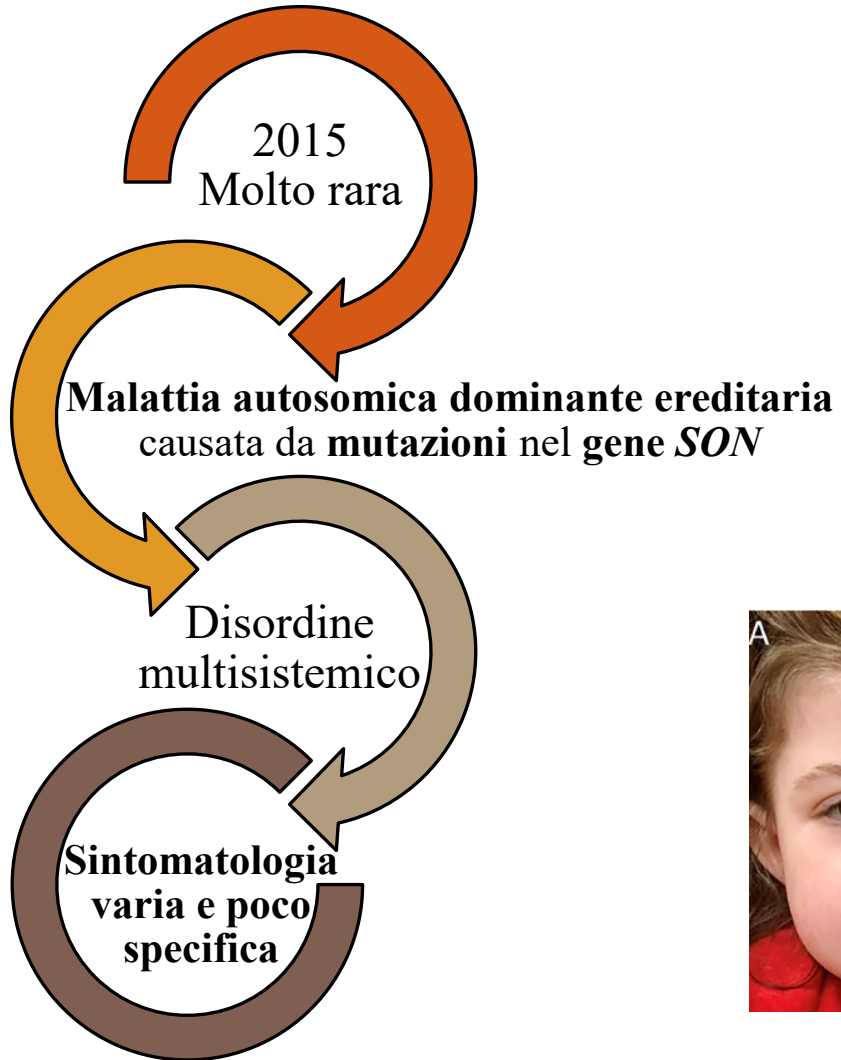 2015
Molto rara
Malattia autosomica dominante ereditaria
causata da mutazioni nel gene SON
Disordine
multisistemico
A
Sintomatologia
varia e poco
specifica